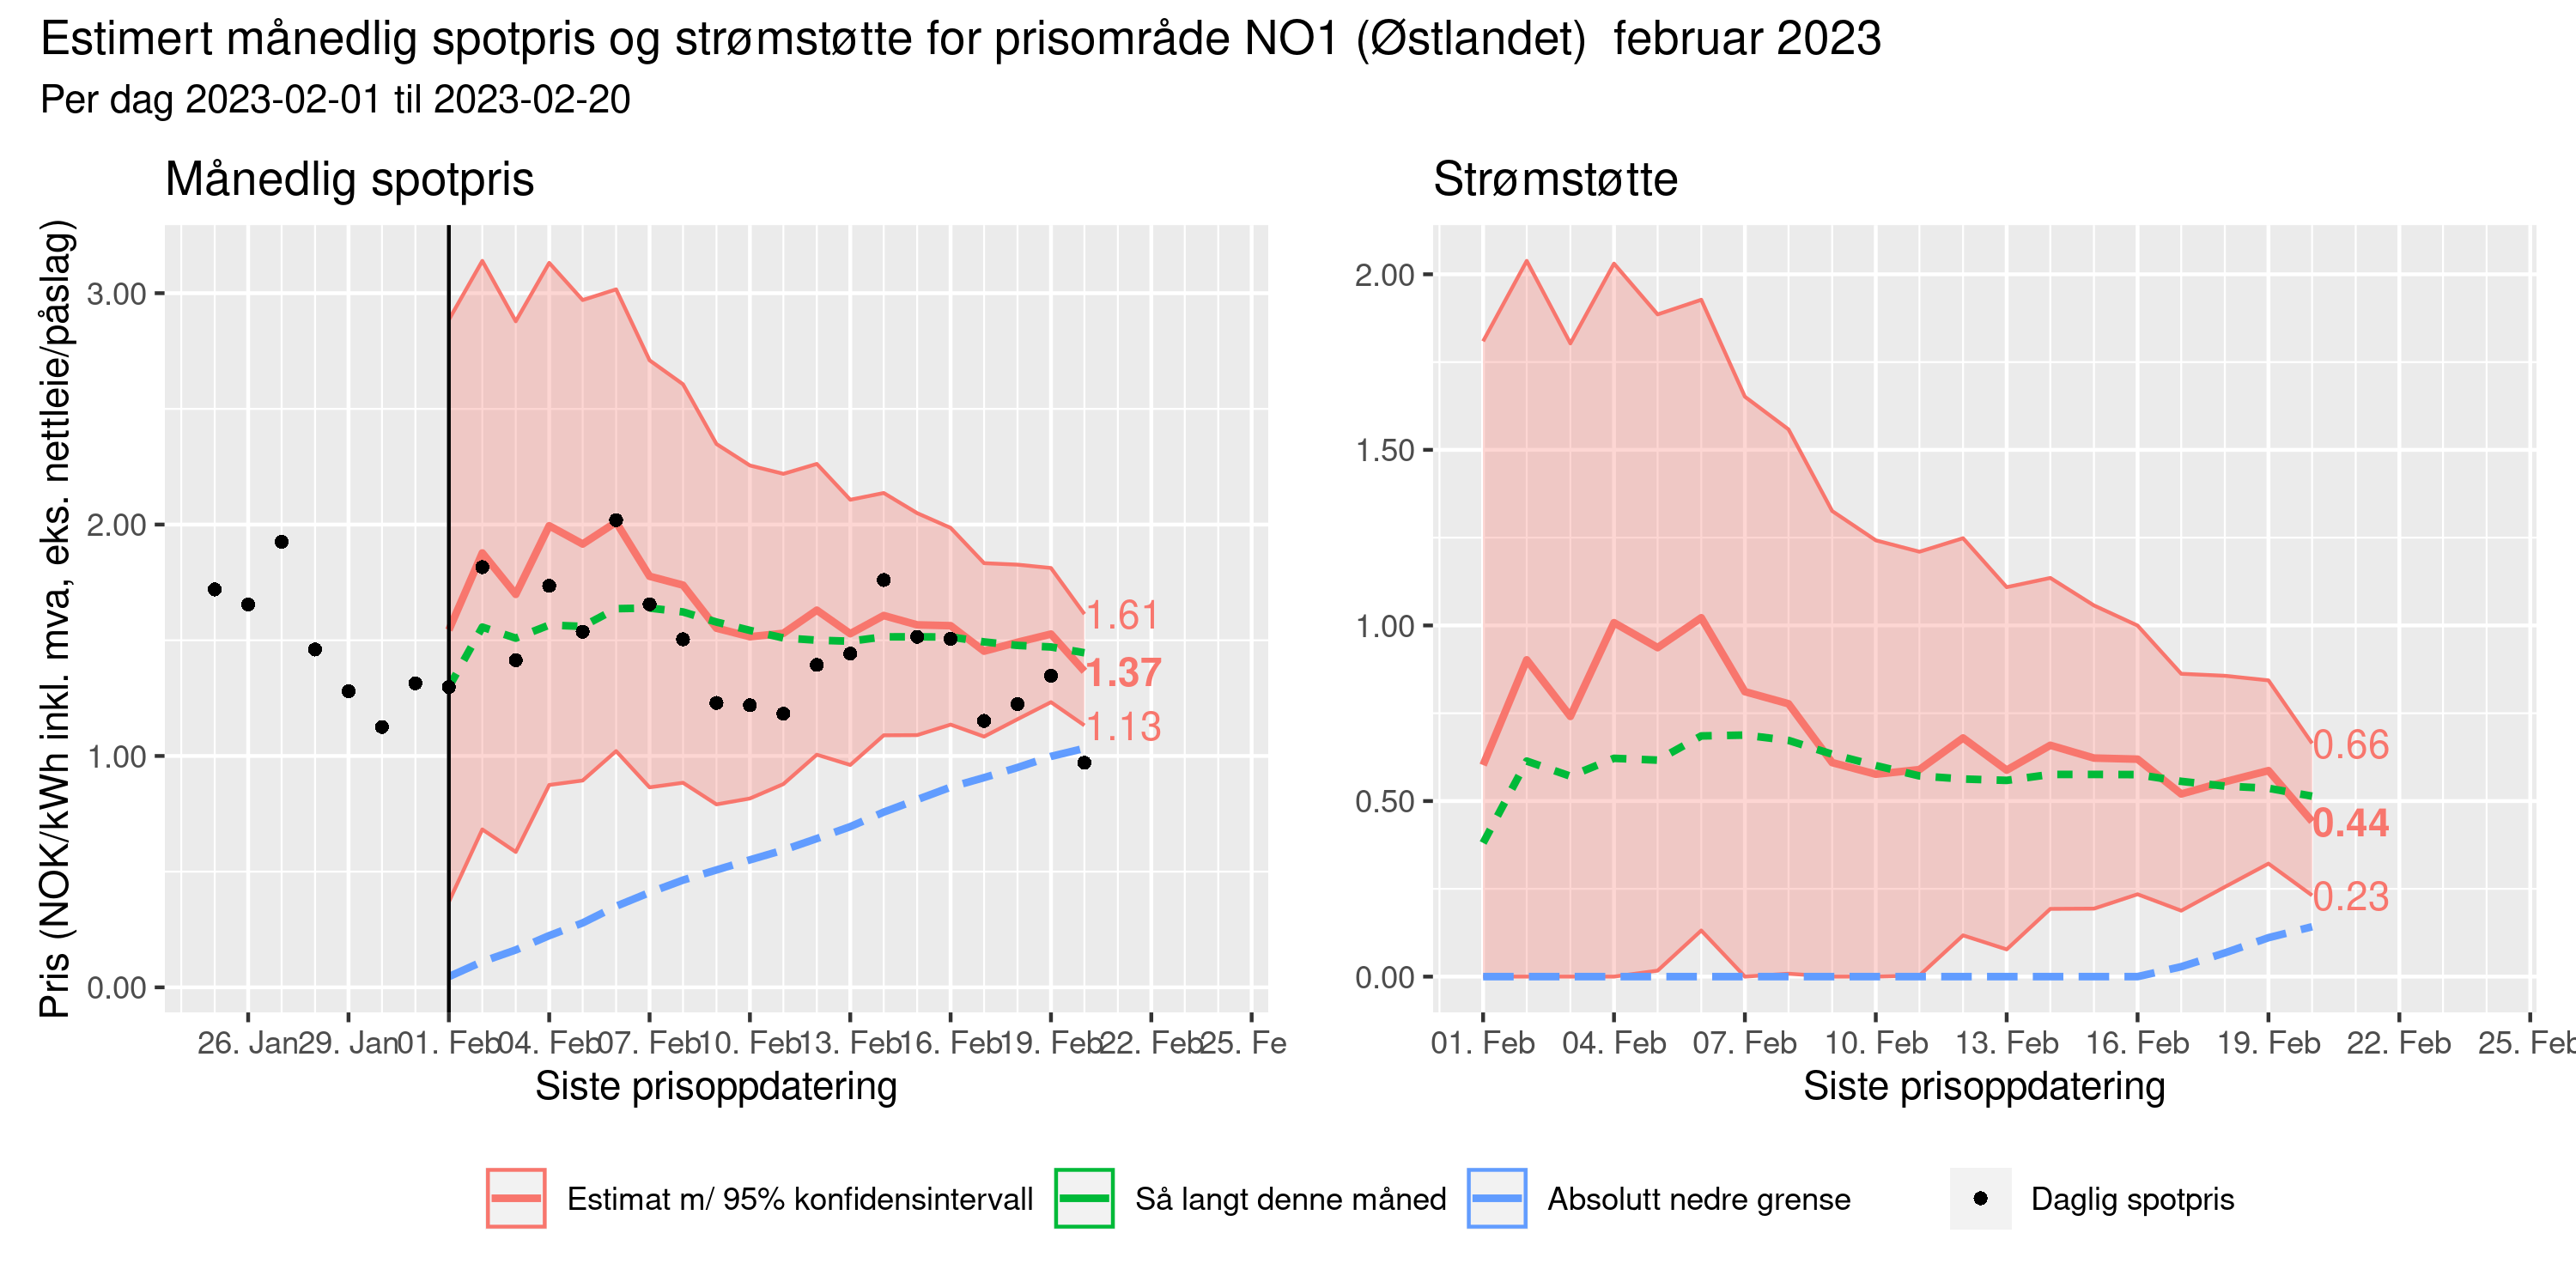 Estimert månedlig spotpris og strømstøtte for prisområde NO1 (Østlandet)  februar 2023
Per dag 2023-02-01 til 2023-02-20
Månedlig spotpris
Pris (NOK/kWh inkl. mva, eks. nettleie/påslag)
3.00
2.00
1.00
0.00
1.61
1.37
1.13
26. Jan 29. Jan 01. Feb 04. Feb 07. Feb 10. Feb 13. Feb 16. Feb 19. Feb 22. Feb 25. Fe
Siste prisoppdatering
Strømstøtte
2.00
1.50
1.00
0.50
0.00
0.66
0.44
0.23
01. Feb 04. Feb 07. Feb 10. Feb 13. Feb 16. Feb 19. Feb 22. Feb 25. Feb
Siste prisoppdatering
Estimat m/ 95% konfidensintervall Så langt denne måned Absolutt nedre grense Daglig spotpris